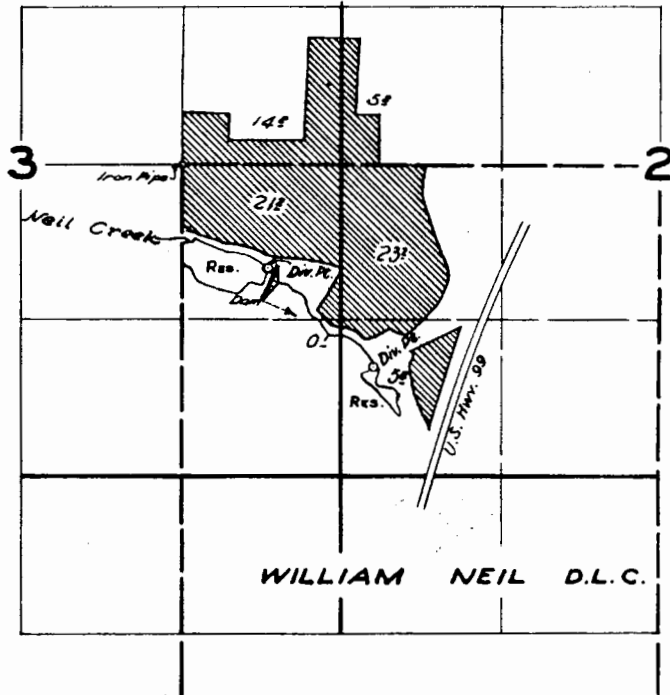 5
14
3
2
Iron Pipe
21
Neil Creek
23
Res.
Div. Pt.
Dam
0
Div. Pt.
5
Res.
U.S. Hwy. 99
WILLIAM NEIL D.L.C.